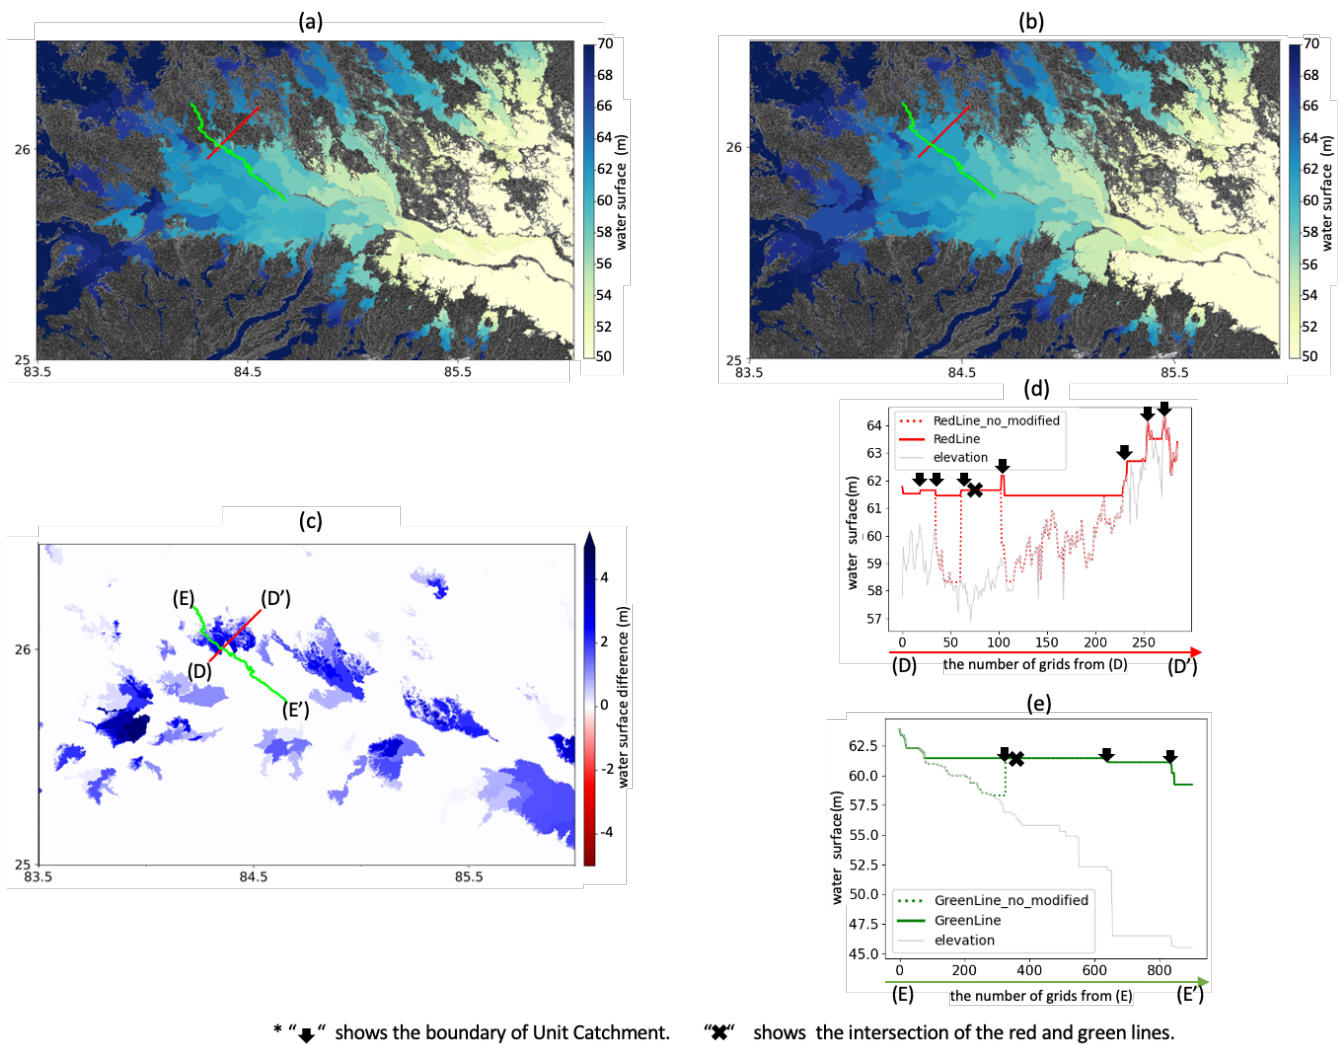 (a)
(b)
70
68
66
64
62
60
58
56
54
52
50
water surface (m)
26
25
83.5
84.5
85.5
70
68
66
64
62
60
58
56
54
52
50
water surface (m)
26
25
83.5
84.5
85.5
(c)
(E)
(D')
(D)
(E')
26
25
83.5
84.5
85.5
4
2
0
-2
-4
water surface difference (m)
(d)
RedLine_no_modified
RedLine
elevation
64
63
62
61
60
59
58
57
water surface(m)
0
50
100
150
200
250
(D)
the number of grids from (D)
(D')
(e)
62.5
60.0
57.5
55.0
52.5
50.0
47.5
45.0
water surface(m)
GreenLine_no_modified
GreenLine
elevation
0
200
400
600
800
(E)
the number of grids from (E)
(E')
* "🡇" shows the boundary of Unit Catchment. "✖" shows the intersection of the red and green lines.